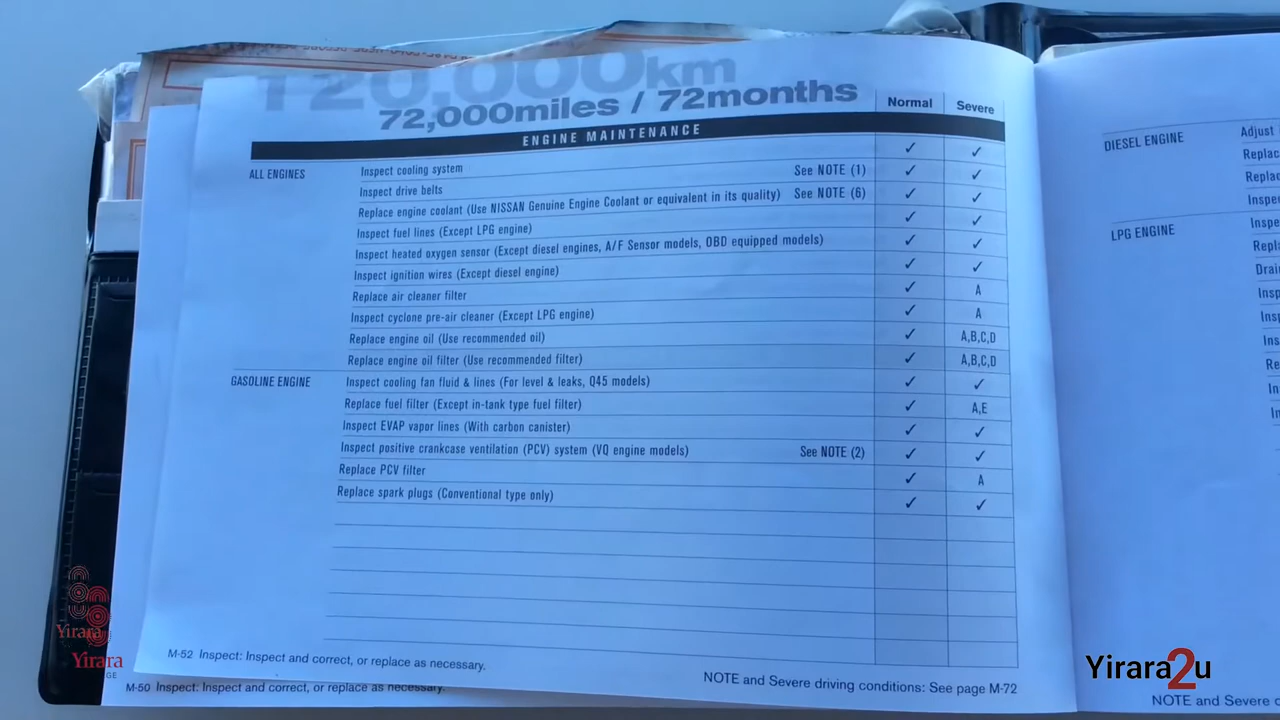 120,000km
72,000miles / 72months
Normal Severe
ENGINE MAINTENANCE
ALL ENGINES Inspect cooling system See NOTE (1) ✓ ✓
Inspect drive belts ✓ ✓
Replace engine coolant (Use NISSAN Genuine Engine Coolant or equivalent in its quality) See NOTE (6) ✓ ✓
Inspect fuel lines (Except LPG engine) ✓ ✓
Inspect heated oxygen sensor (Except diesel engines, A/F Sensor models, OBD equipped models) ✓ ✓
Inspect ignition wires (Except diesel engine) ✓ ✓
Replace air cleaner filter ✓ A
Inspect cyclone pre-air cleaner (Except LPG engine) ✓ A
Replace engine oil (Use recommended oil) ✓ A,B,C,D
Replace engine oil filter (Use recommended filter) ✓ A,B,C,D
GASOLINE ENGINE Inspect cooling fan fluid & lines (For level & leaks, Q45 models) ✓ ✓
Replace fuel filter (Except in-tank type fuel filter) ✓ A,E
Inspect EVAP vapor lines (With carbon canister) ✓ ✓
Inspect positive crankcase ventilation (PCV) system (VQ engine models) See NOTE (2) ✓ ✓
Replace PCV filter ✓ A
Replace spark plugs (Conventional type only) ✓ ✓
M-52 Inspect: Inspect and correct, or replace as necessary.
NOTE and Severe driving conditions: See page M-72
M-50 Inspect: Inspect and correct, or replace as necessary.
DIESEL ENGINE Adjust
LPG ENGINE
Drain
NOTE and Severe
Yirara
Yirara
Yirara2u